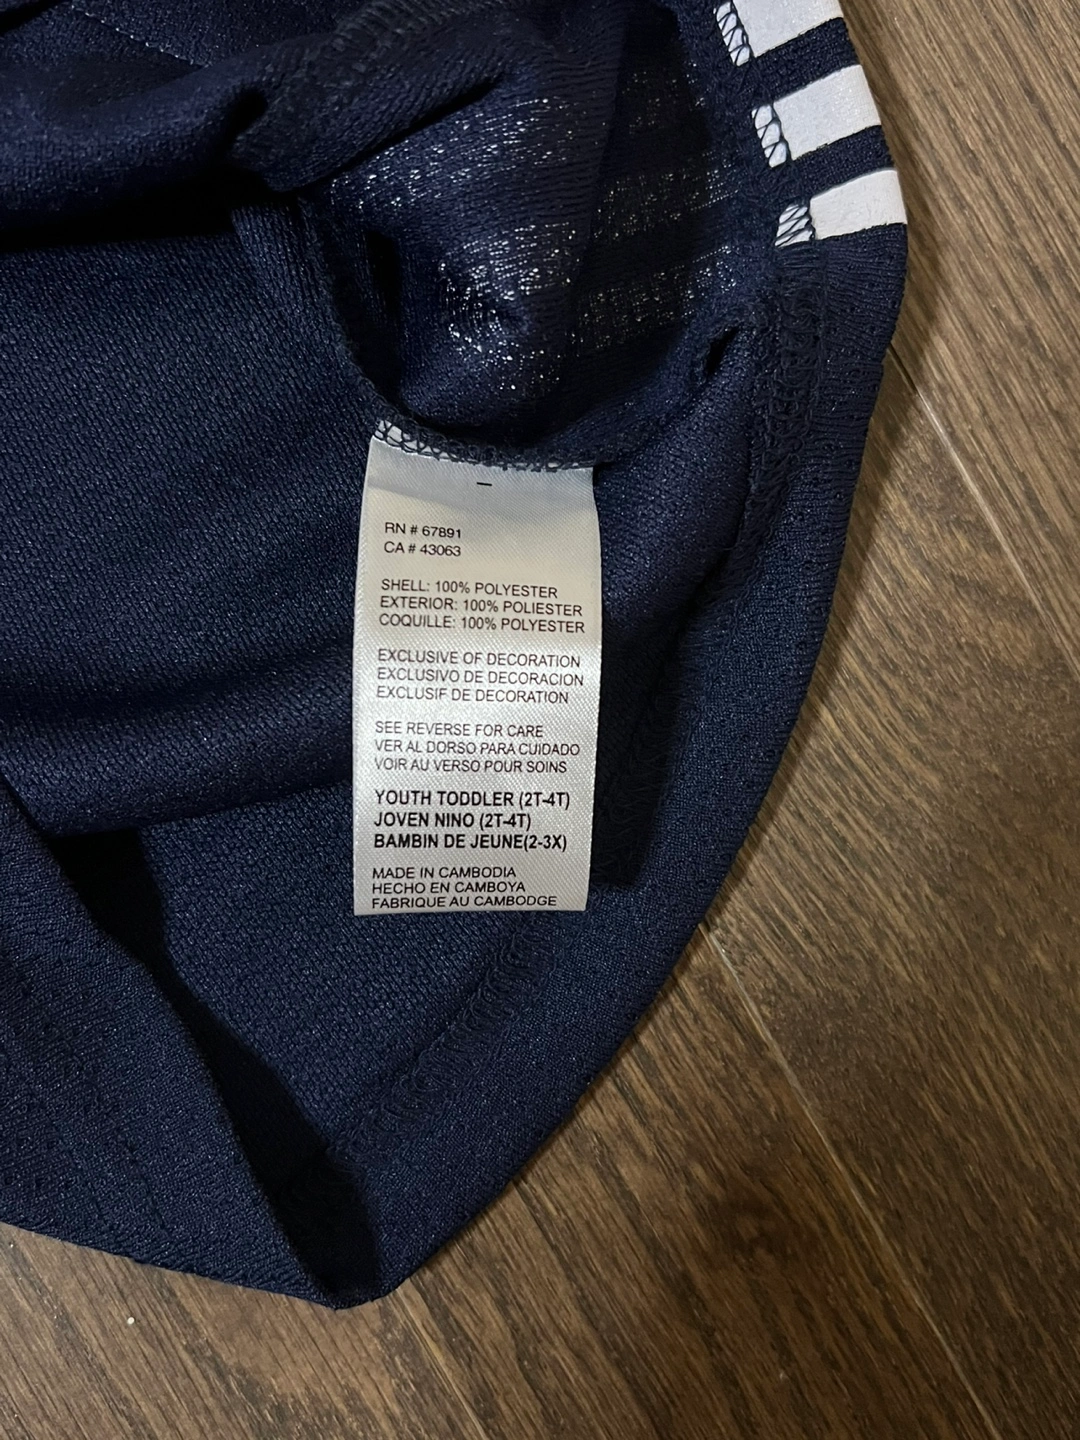 RN # 67891
CA # 43063
SHELL: 100% POLYESTER
EXTERIOR: 100% POLIESTER
COQUILLE: 100% POLYESTER
EXCLUSIVE OF DECORATION
EXCLUSIVO DE DECORACION
EXCLUSIF DE DECORATION
SEE REVERSE FOR CARE
VER AL DORSO PARA CUIDADO
VOIR AU VERSO POUR SOINS
YOUTH TODDLER (2T-4T)
JOVEN NINO (2T-4T)
BAMBIN DE JEUNE(2-3X)
MADE IN CAMBODIA
HECHO EN CAMBOYA
FABRIQUE AU CAMBODGE